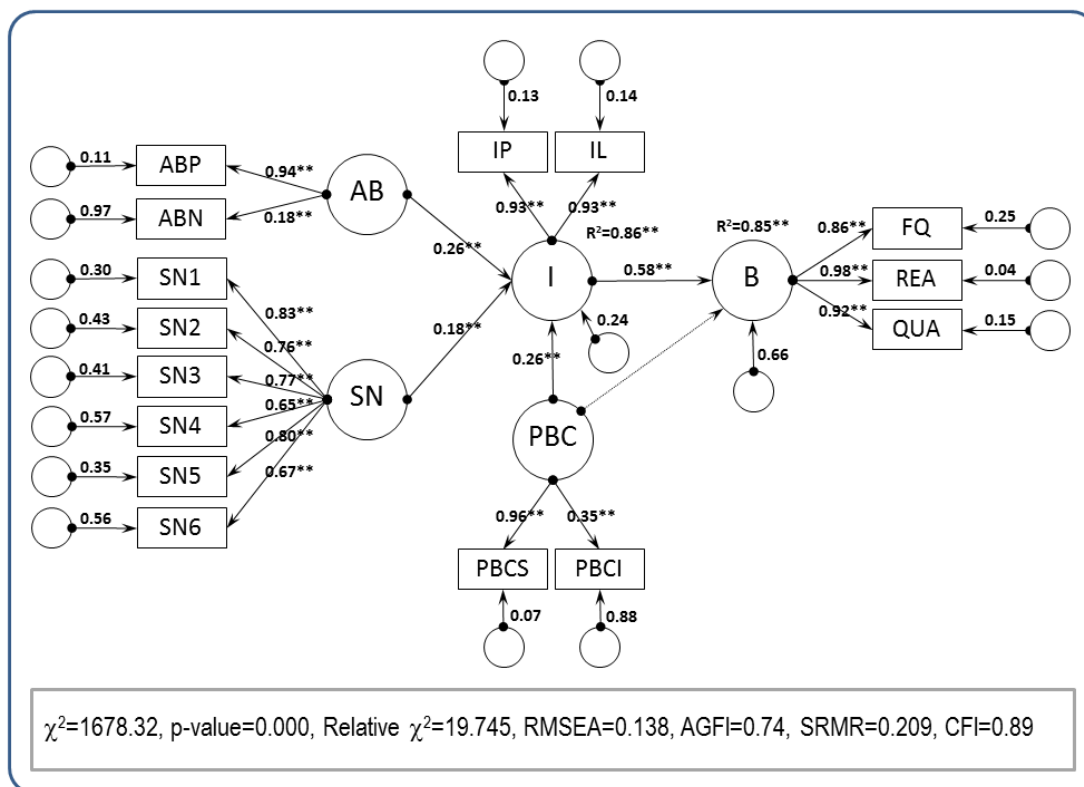 0.13
0.14
IP
IL
0.11
ABP
0.94**
AB
0.97
ABN
0.18**
0.93**
0.93**
R²=0.86**
R²=0.85**
0.86**
FQ
0.25
0.26**
I
0.58**
B
0.98**
REA
0.04
0.92**
QUA
0.15
0.30
SN1
0.83**
0.43
SN2
0.76**
0.18**
0.24
0.41
SN3
0.77**
SN
0.26**
0.66
0.57
SN4
0.65**
PBC
0.35
SN5
0.80**
0.56
SN6
0.67**
0.96**
0.35**
PBCS
PBCI
0.07
0.88
χ²=1678.32, p-value=0.000, Relative χ²=19.745, RMSEA=0.138, AGFI=0.74, SRMR=0.209, CFI=0.89